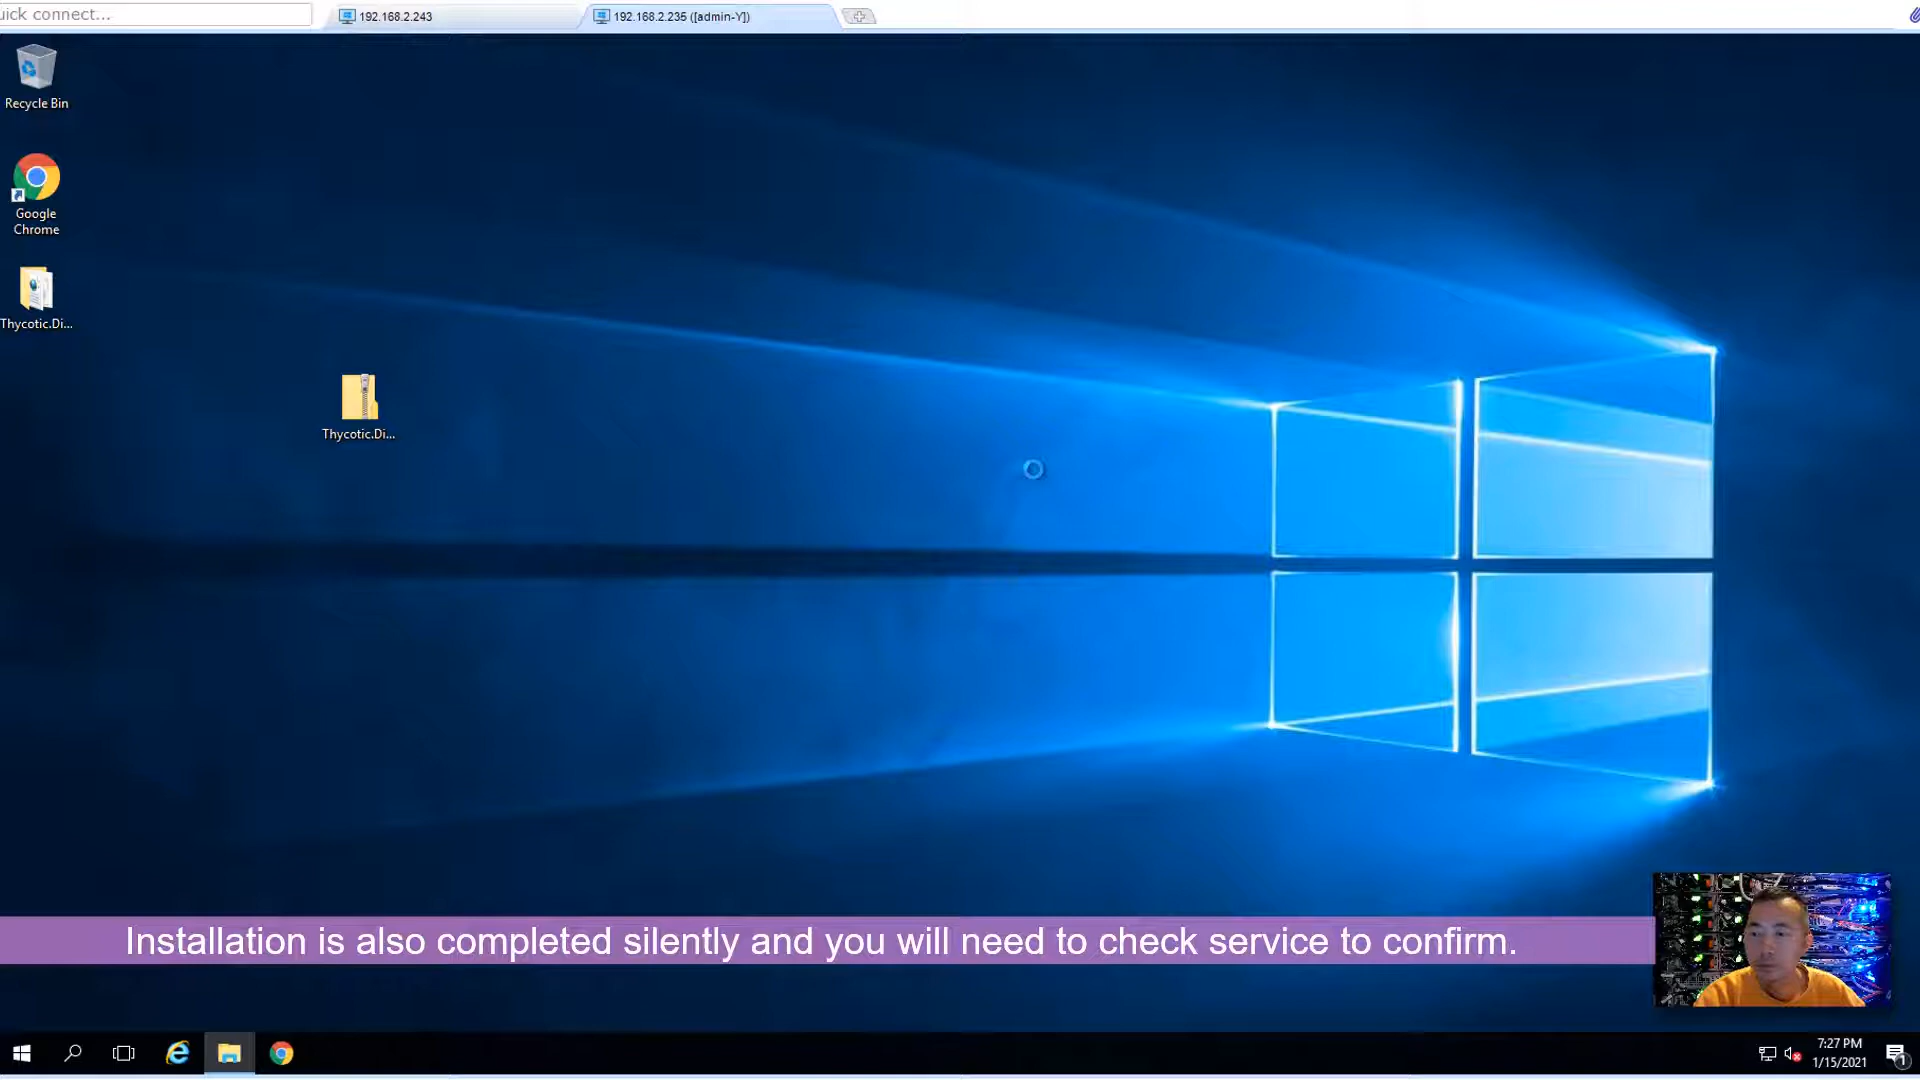 uick connect...
192.168.2.243
192.168.2.235 ([admin-Y])
Recycle Bin
Google
Chrome
Thycotic.Di...
Thycotic.Di...
Installation is also completed silently and you will need to check service to confirm.
7:27 PM
1/15/2021
1